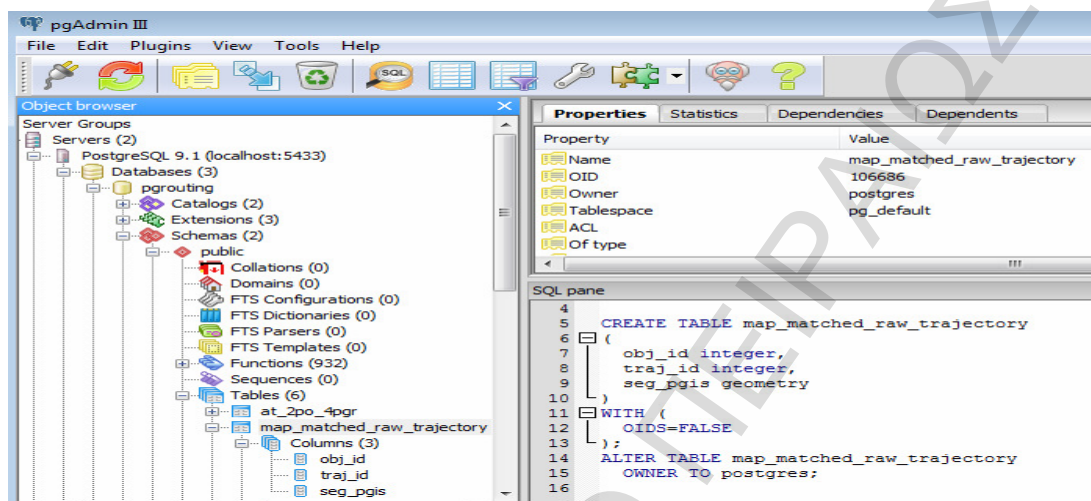 pgAdmin III
File Edit Plugins View Tools Help
SQL
Object browser
Server Groups
Servers (2)
PostgreSQL 9.1 (localhost:5433)
Databases (3)
pgrouting
Catalogs (2)
Extensions (3)
Schemas (2)
public
Collations (0)
Domains (0)
FTS Configurations (0)
FTS Dictionaries (0)
FTS Parsers (0)
FTS Templates (0)
Functions (932)
Sequences (0)
Tables (6)
at_2po_4pgr
map_matched_raw_trajectory
Columns (3)
obj_id
traj_id
seg_pgis
Properties Statistics Dependencies Dependents
Property Value
Name map_matched_raw_trajectory
OID 106686
Owner postgres
Tablespace pg_default
ACL
Of type
SQL pane
4
5 CREATE TABLE map_matched_raw_trajectory
6 (
7 obj_id integer,
8 traj_id integer,
9 seg_pgis geometry
10 )
11 WITH (
12 OIDS=FALSE
13 );
14 ALTER TABLE map_matched_raw_trajectory
15 OWNER TO postgres;
16
ΠΕΙΡΑΙΩΣ